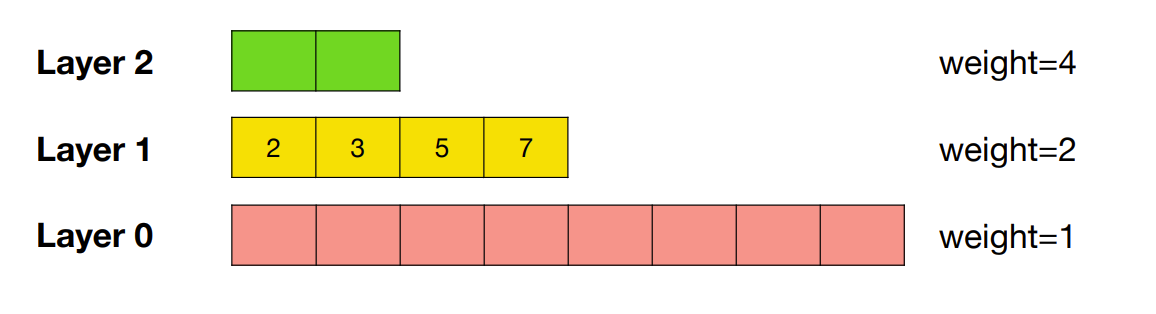 Layer 2 weight=4
Layer 1 2 3 5 7 weight=2
Layer 0 weight=1